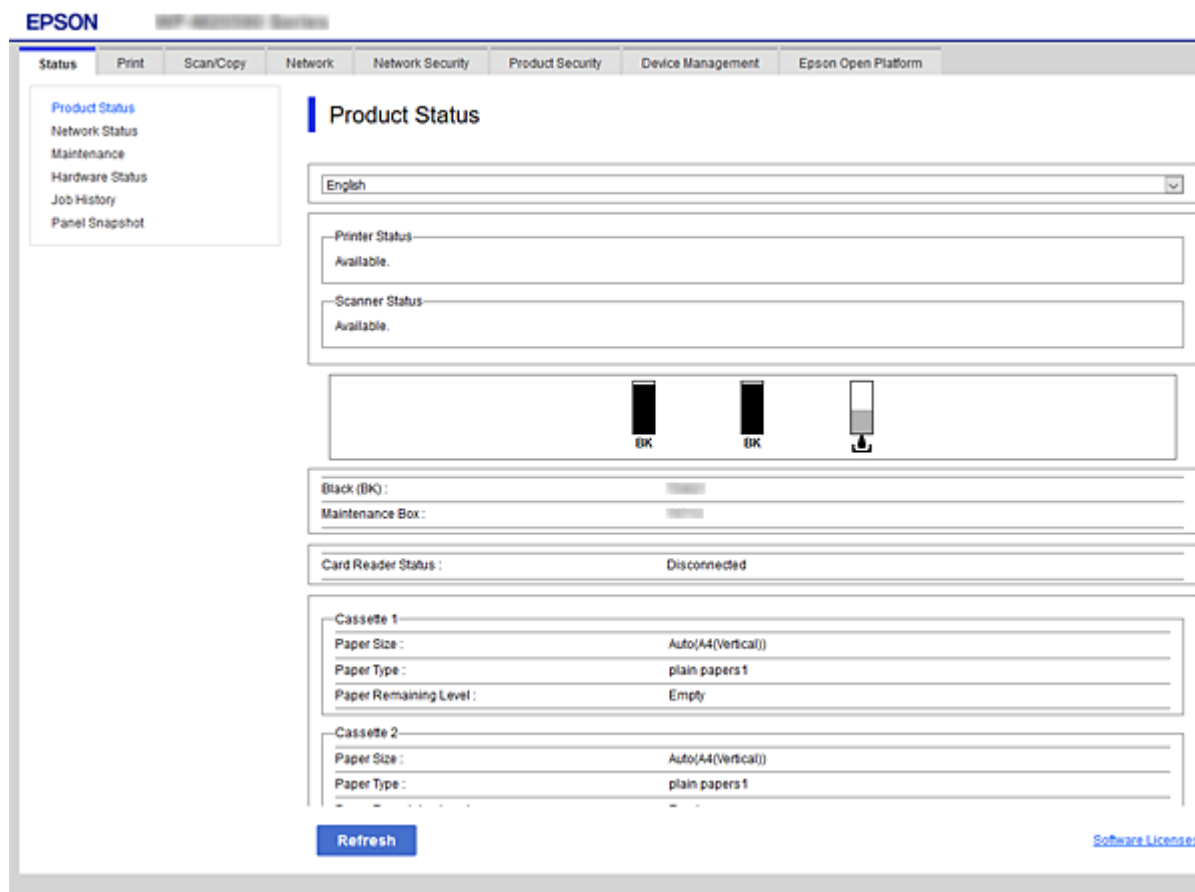 EPSON
Status Print Scan/Copy Network Network Security Product Security Device Management Epson Open Platform
Product Status
Network Status
Maintenance
Hardware Status
Job History
Panel Snapshot
Product Status
English
Printer Status
Available.
Scanner Status
Available.
BK BK
Black (BK) :
Maintenance Box :
Card Reader Status : Disconnected
Cassette 1
Paper Size : Auto(A4(Vertical))
Paper Type : plain papers1
Paper Remaining Level : Empty
Cassette 2
Paper Size : Auto(A4(Vertical))
Paper Type : plain papers1
Refresh
Software Licenses